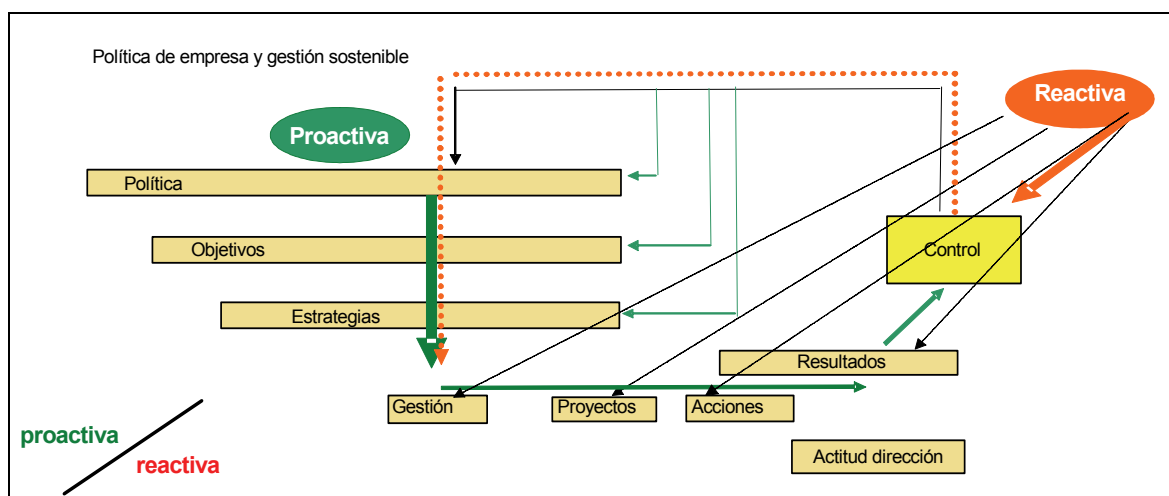 Política de empresa y gestión sostenible
Reactiva
Proactiva
Política
Objetivos
Control
Estrategias
Resultados
Gestión
Proyectos
Acciones
proactiva
reactiva
Actitud dirección